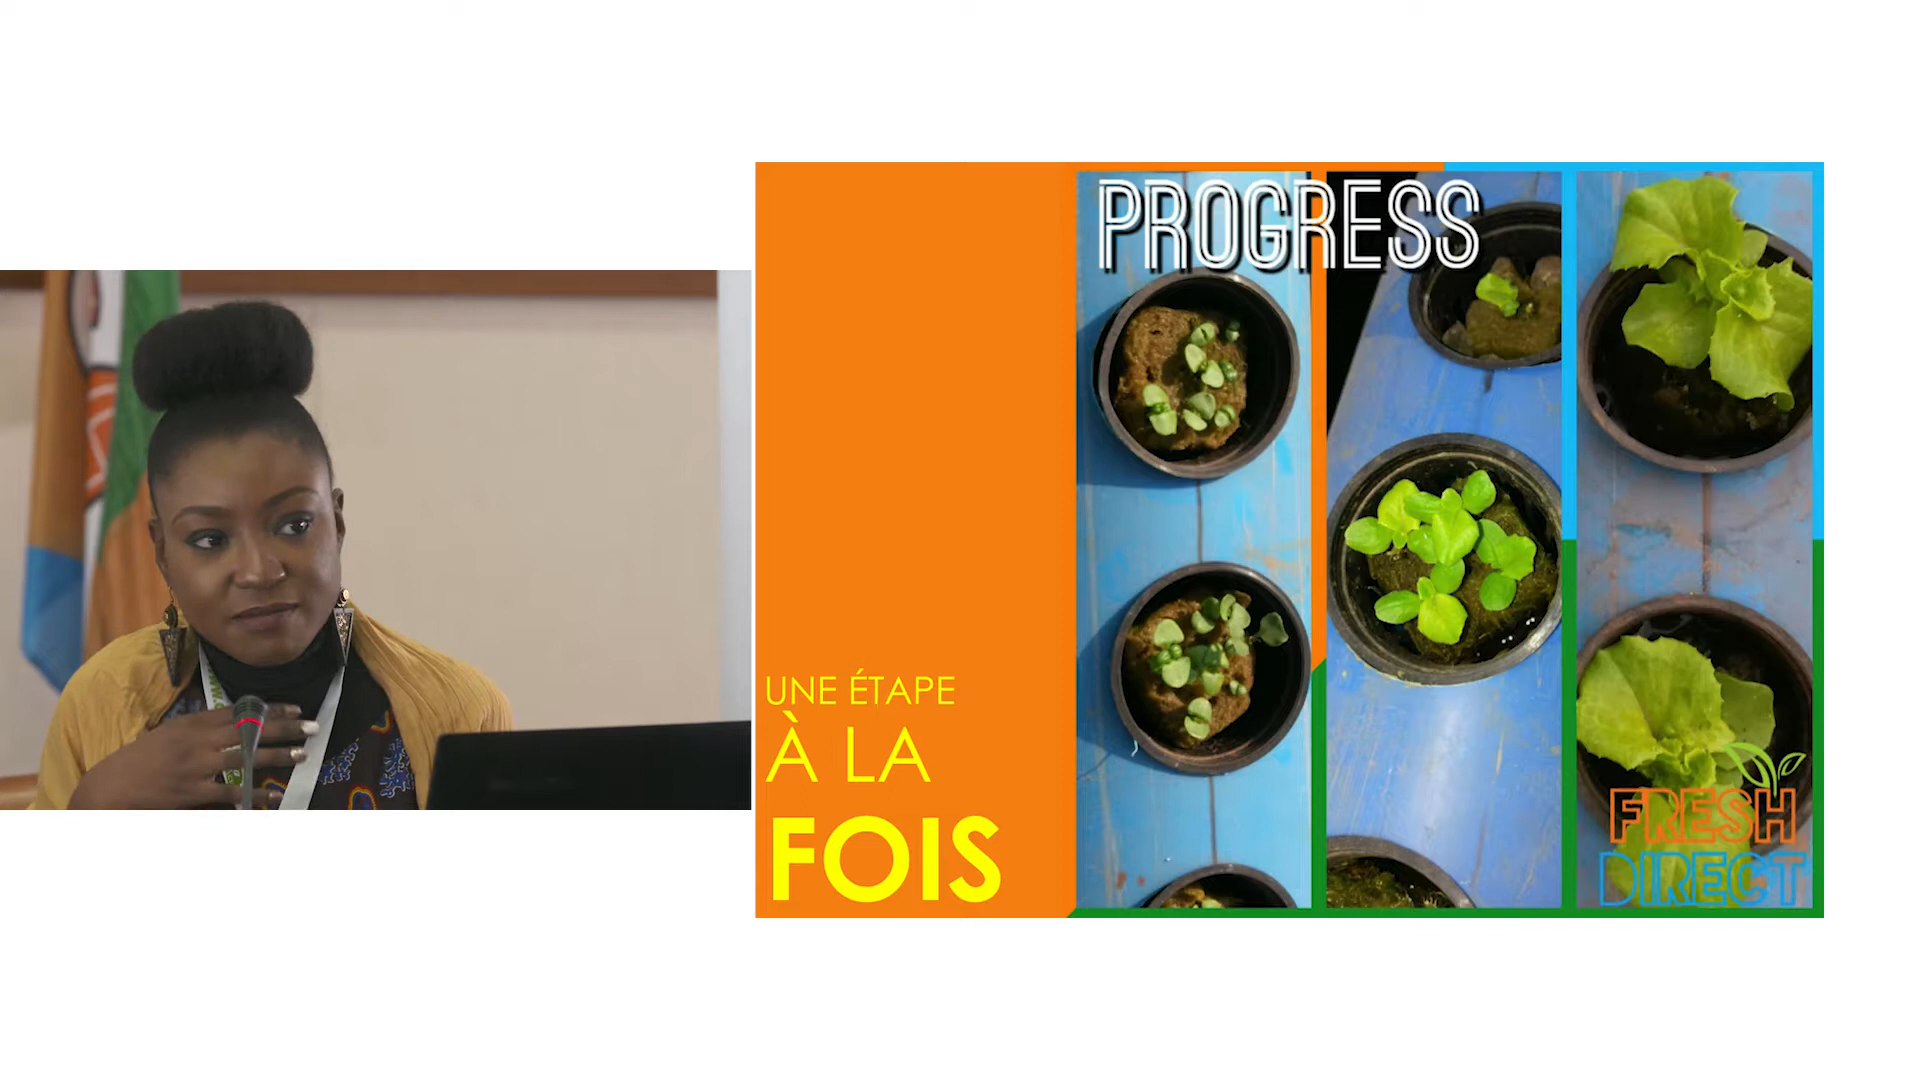 PROGRESS
UNE ÉTAPE
À LA
FOIS
FRESH
DIRECT